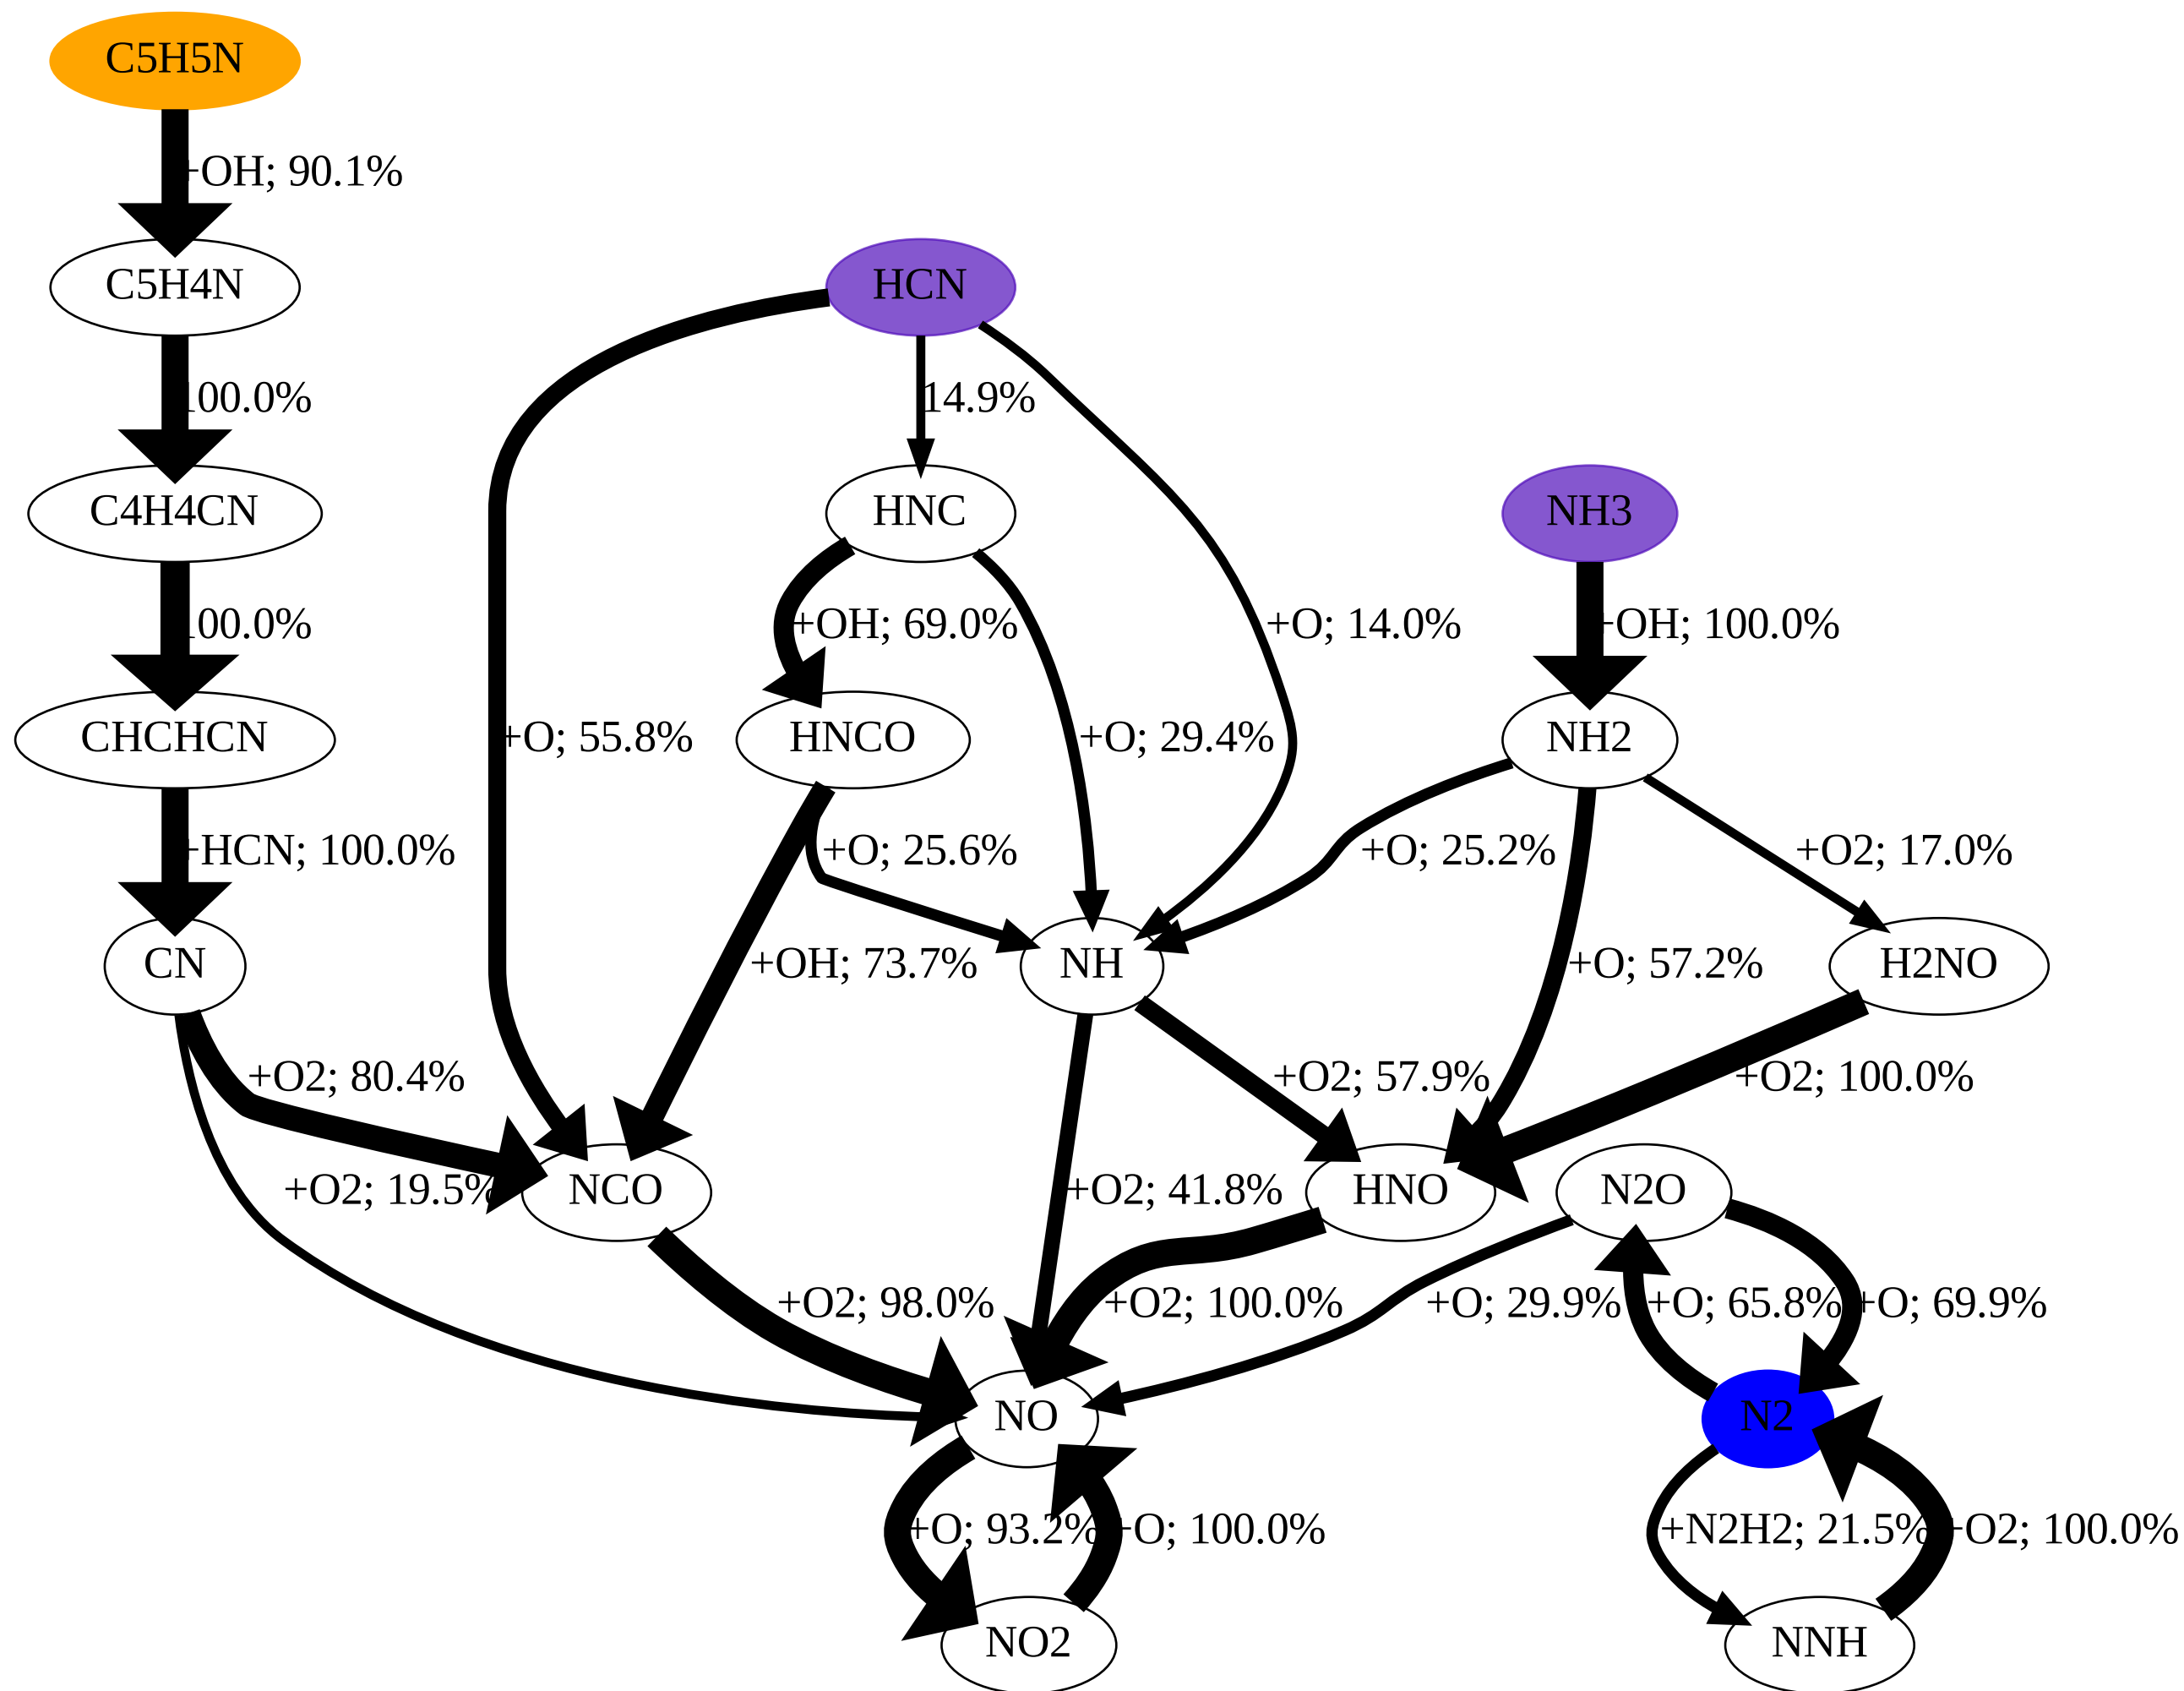 C5H5N
+OH; 90.1%
C5H4N
HCN
100.0%
14.9%
C4H4CN
HNC
NH3
100.0%
+OH; 69.0%
+O; 14.0%
+OH; 100.0%
CHCHCN
+O; 55.8%
HNCO
+O; 29.4%
NH2
+HCN; 100.0%
+O; 25.6%
+O; 25.2%
+O2; 17.0%
CN
+OH; 73.7%
NH
+O; 57.2%
H2NO
+O2; 80.4%
+O2; 57.9%
+O2; 100.0%
+O2; 19.5%
NCO
+O2; 41.8%
HNO
N2O
+O2; 98.0%
+O2; 100.0%
+O; 29.9%
+O; 65.8%
+O; 69.9%
NO
N2
+O; 93.2%
+O; 100.0%
+N2H2; 21.5%
+O2; 100.0%
NO2
NNH